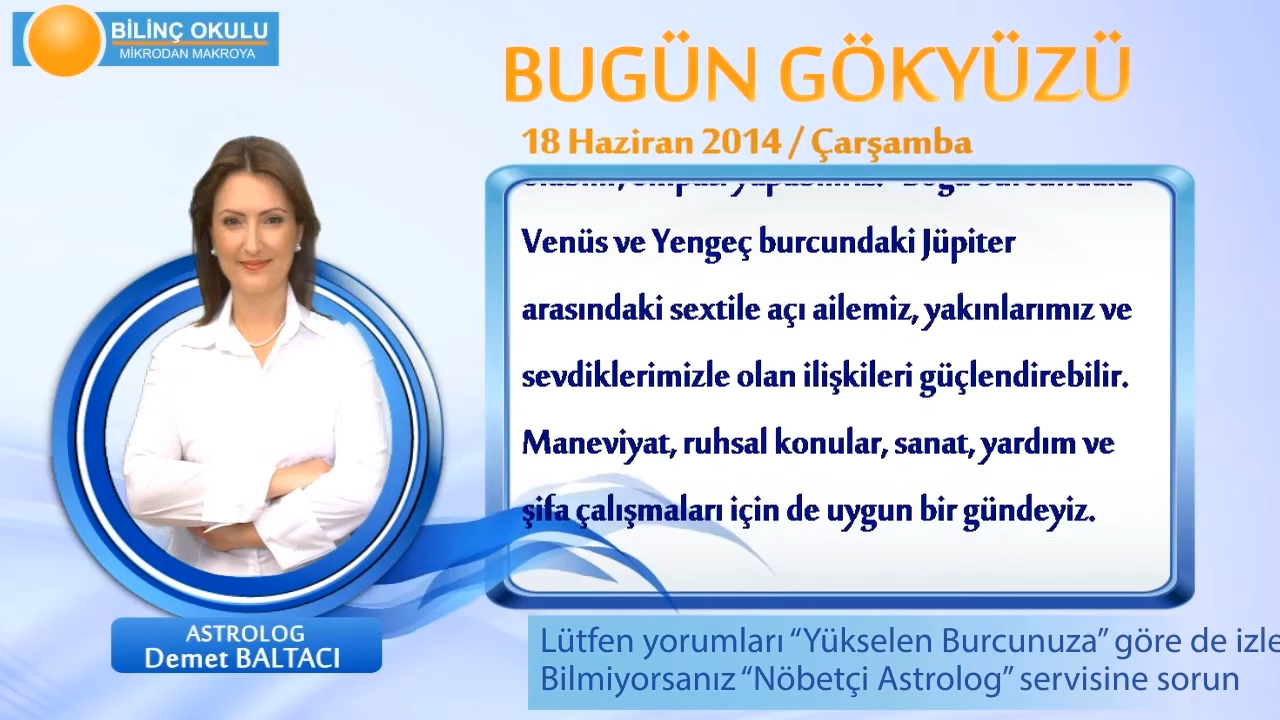 BİLİNÇ OKULU
MİKRODAN MAKROYA
BUGÜN GÖKYÜZÜ
18 Haziran 2014 / Çarşamba
Venüs ve Yengeç burcundaki Jüpiter
arasındaki sextile açı ailemiz, yakınlarımız ve
sevdiklerimizle olan ilişkileri güçlendirebilir.
Maneviyat, ruhsal konular, sanat, yardım ve
şifa çalışmaları için de uygun bir gündeyiz.
ASTROLOG
Demet BALTACI
Lütfen yorumları “Yükselen Burcunuza” göre de izle
Bilmiyorsanız “Nöbetçi Astrolog” servisine sorun